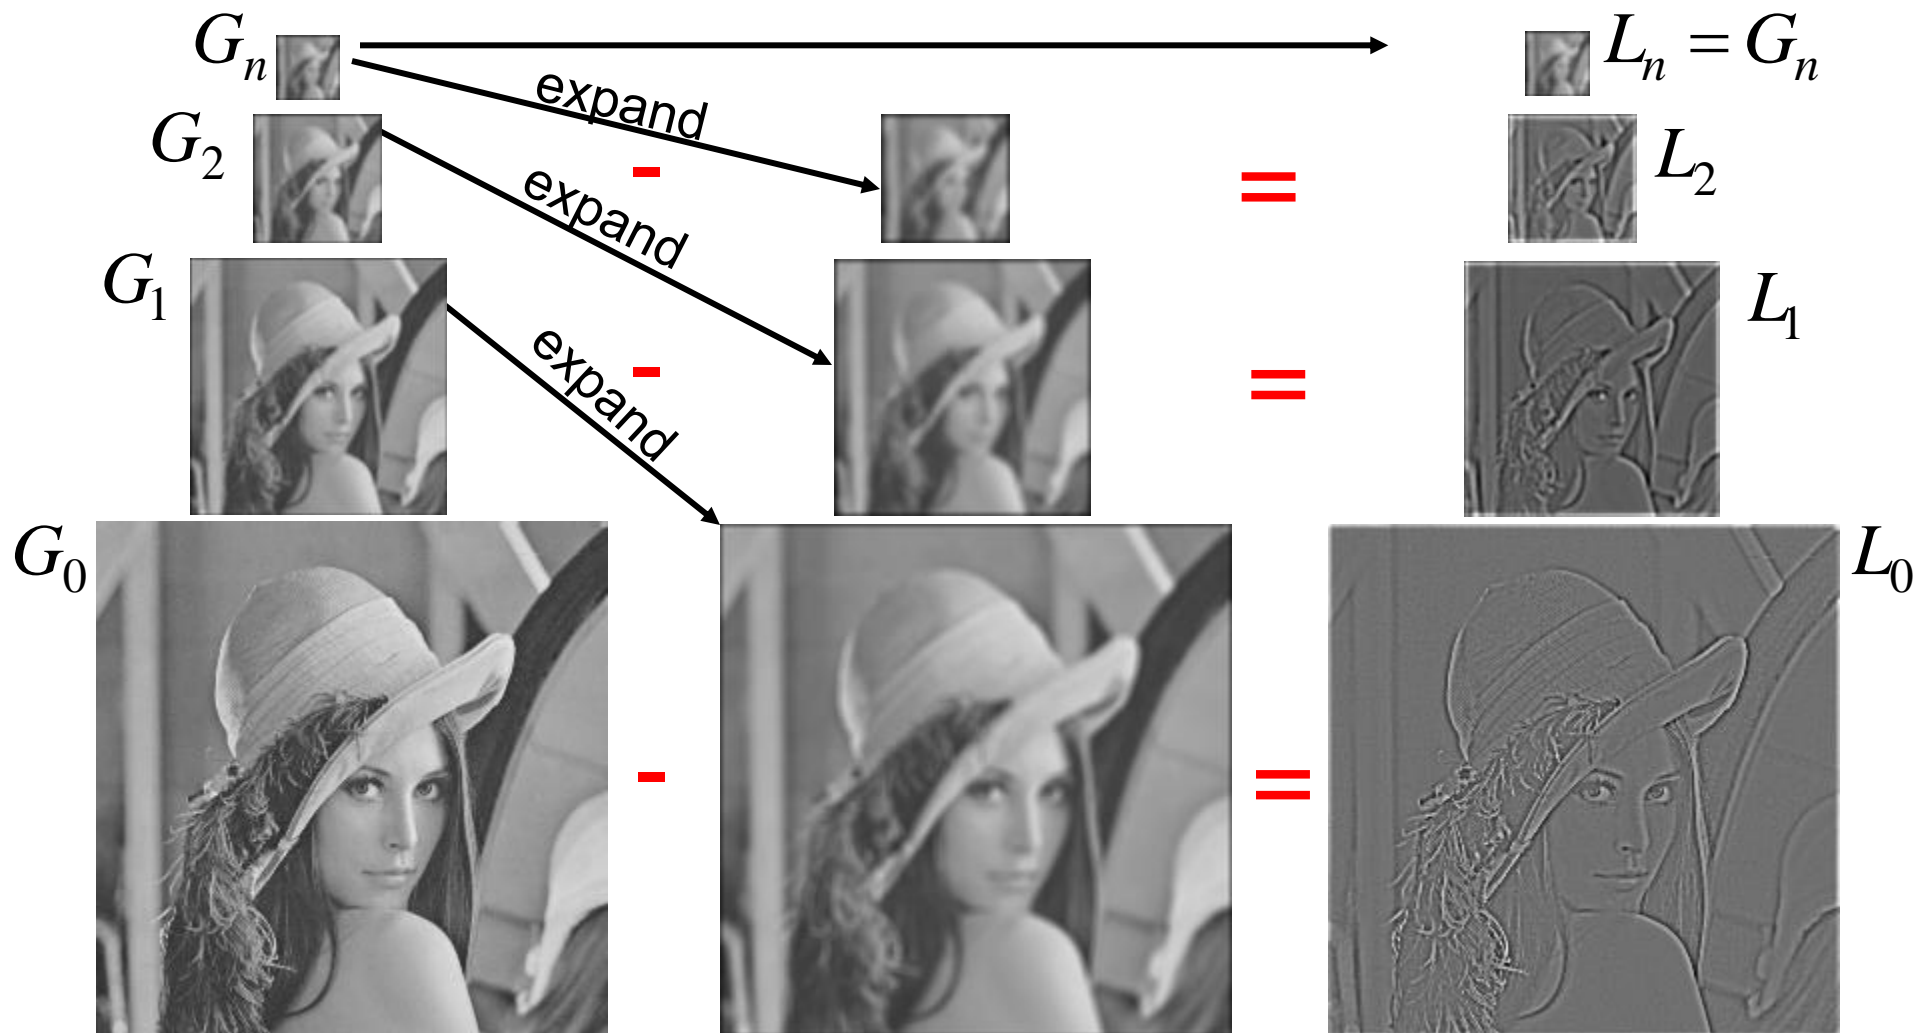 Gₙ Lₙ = Gₙ
expand
G₂ - = L₂
expand
G₁ - = L₁
expand
G₀ - = L₀